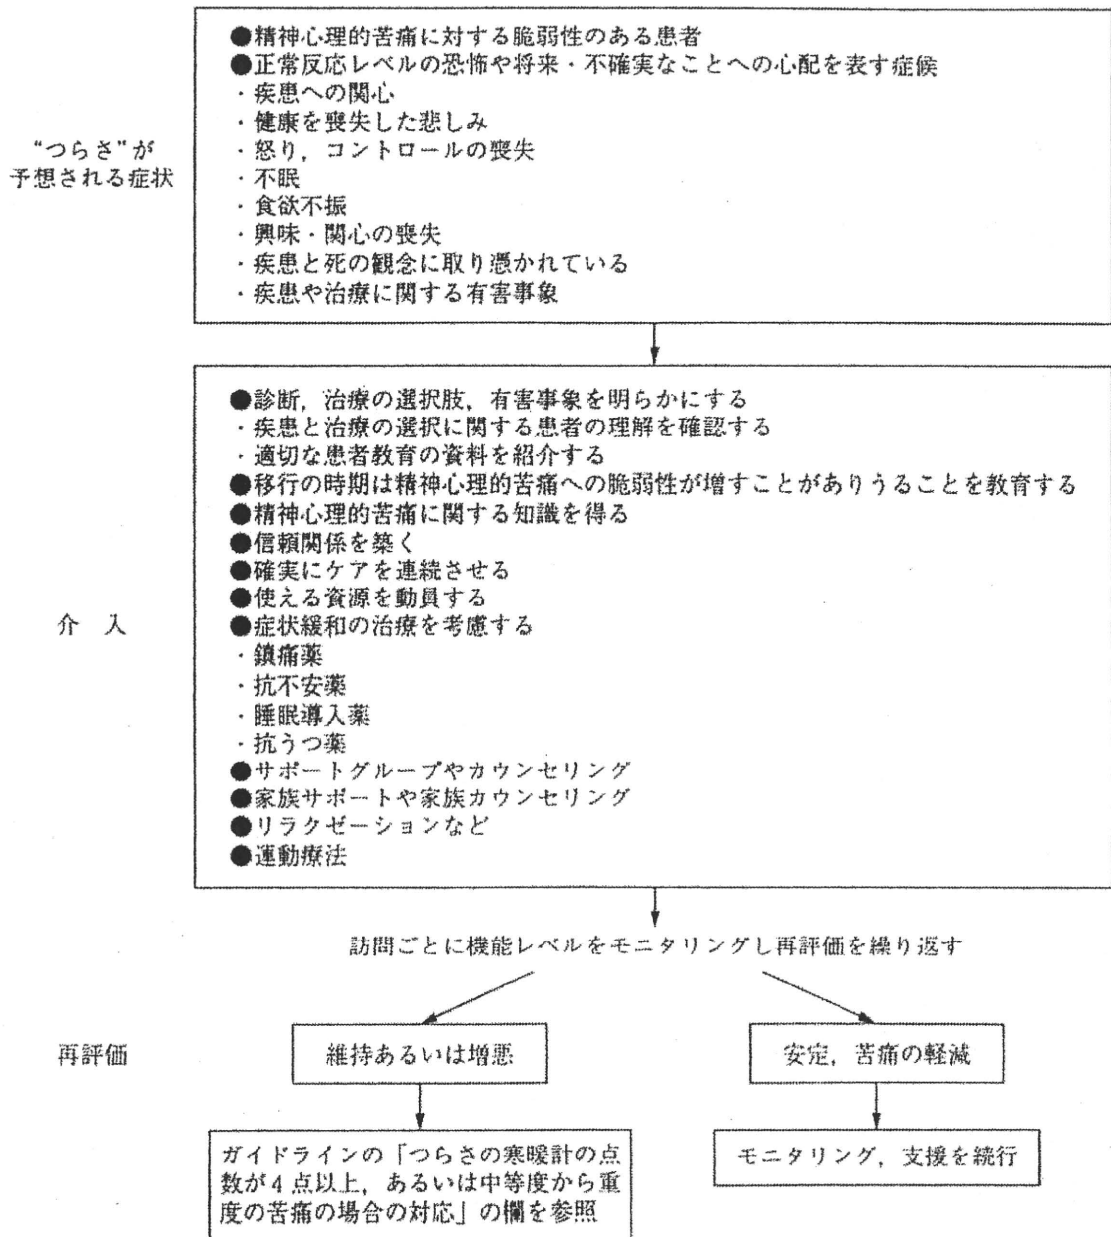 “つらさ”が
予想される症状
●精神心理的苦痛に対する脆弱性のある患者
●正常反応レベルの恐怖や将来・不確実なことへの心配を表す症候
・疾患への関心
・健康を喪失した悲しみ
・怒り，コントロールの喪失
・不眠
・食欲不振
・興味・関心の喪失
・疾患と死の観念に取り憑かれている
・疾患や治療に関する有害事象
介　入
●診断，治療の選択肢，有害事象を明らかにする
・疾患と治療の選択に関する患者の理解を確認する
・適切な患者教育の資料を紹介する
●移行の時期は精神心理的苦痛への脆弱性が増すことがありうることを教育する
●精神心理的苦痛に関する知識を得る
●信頼関係を築く
●確実にケアを連続させる
●使える資源を動員する
●症状緩和の治療を考慮する
・鎮痛薬
・抗不安薬
・睡眠導入薬
・抗うつ薬
●サポートグループやカウンセリング
●家族サポートや家族カウンセリング
●リラクゼーションなど
●運動療法
訪問ごとに機能レベルをモニタリングし再評価を繰り返す
再評価
維持あるいは増悪
安定，苦痛の軽減
ガイドラインの「つらさの寒暖計の点
数が4点以上，あるいは中等度から重
度の苦痛の場合の対応」の欄を参照
モニタリング，支援を続行